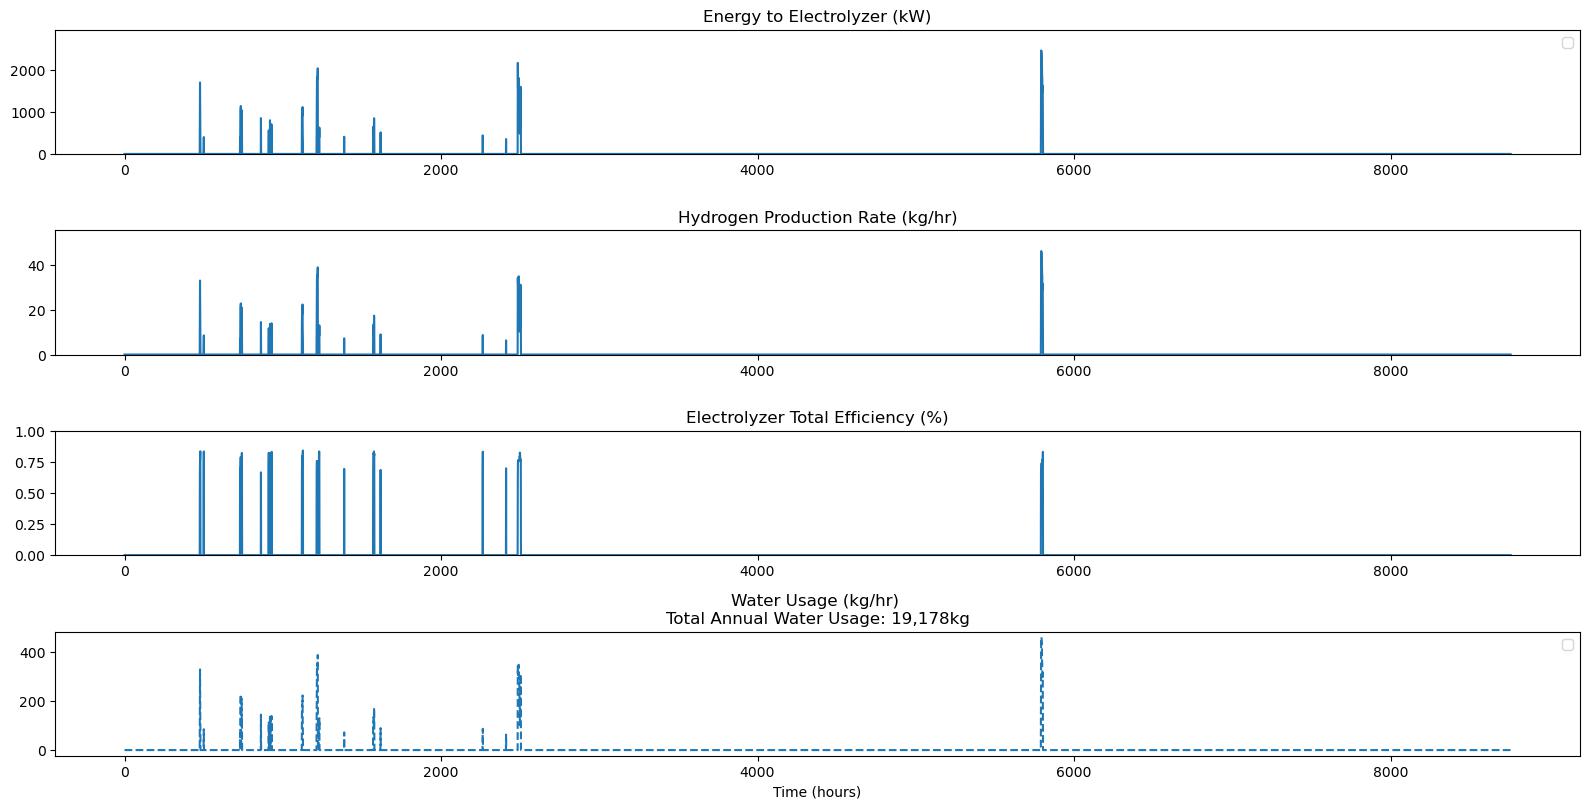 Energy to Electrolyzer (kW)
2000
1000
0
0 2000 4000 6000 8000
Hydrogen Production Rate (kg/hr)
40
20
0
0 2000 4000 6000 8000
Electrolyzer Total Efficiency (%)
1.00
0.75
0.50
0.25
0.00
0 2000 4000 6000 8000
Water Usage (kg/hr)
Total Annual Water Usage: 19,178kg
400
200
0
0 2000 4000 6000 8000
Time (hours)